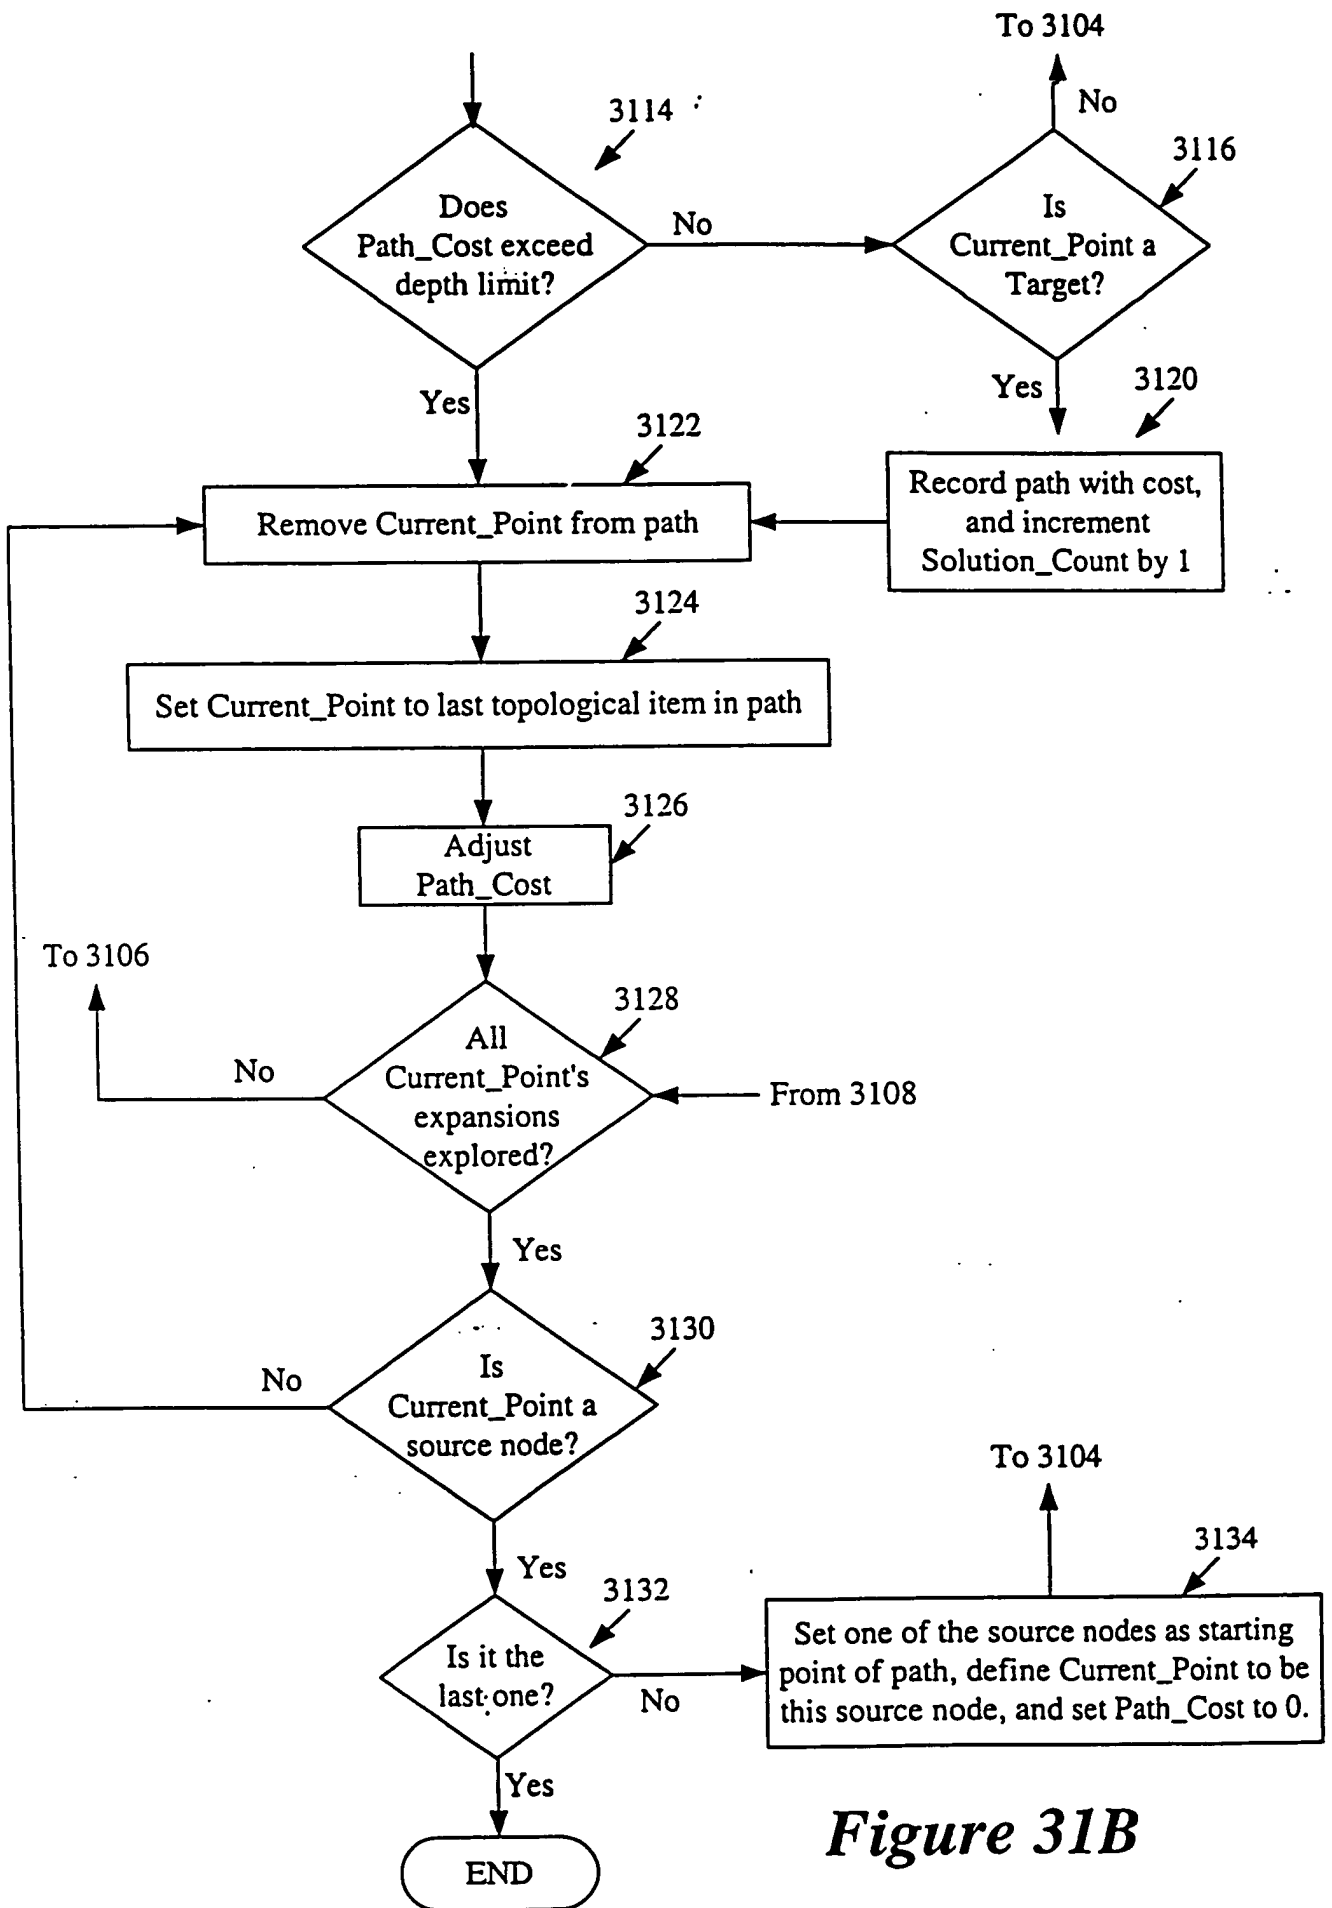 To 3104
No
3114
3116
Does
Path_Cost exceed
depth limit?
No
Is
Current_Point a
Target?
Yes
Yes
3120
3122
Remove Current_Point from path
Record path with cost,
and increment
Solution_Count by 1
3124
Set Current_Point to last topological item in path
3126
Adjust
Path_Cost
To 3106
3128
All
Current_Point's
expansions
explored?
No
From 3108
Yes
3130
Is
Current_Point a
source node?
No
To 3104
Yes
3132
3134
Is it the
last one?
No
Set one of the source nodes as starting
point of path, define Current_Point to be
this source node, and set Path_Cost to 0.
Yes
END
Figure 31B